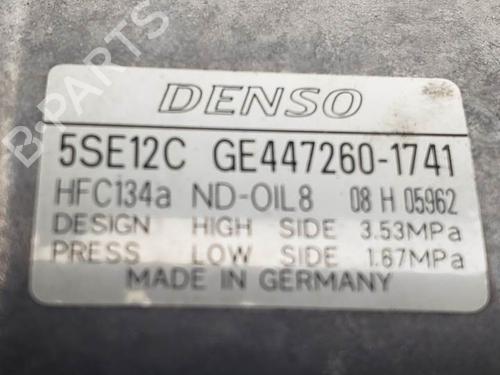 B-PARTS
DENSO
5SE12C GE447260-1741
HFC134a ND-OIL8 08 H 05962
DESIGN HIGH SIDE 3.53MPa
PRESS LOW SIDE 1.67MPa
MADE IN GERMANY